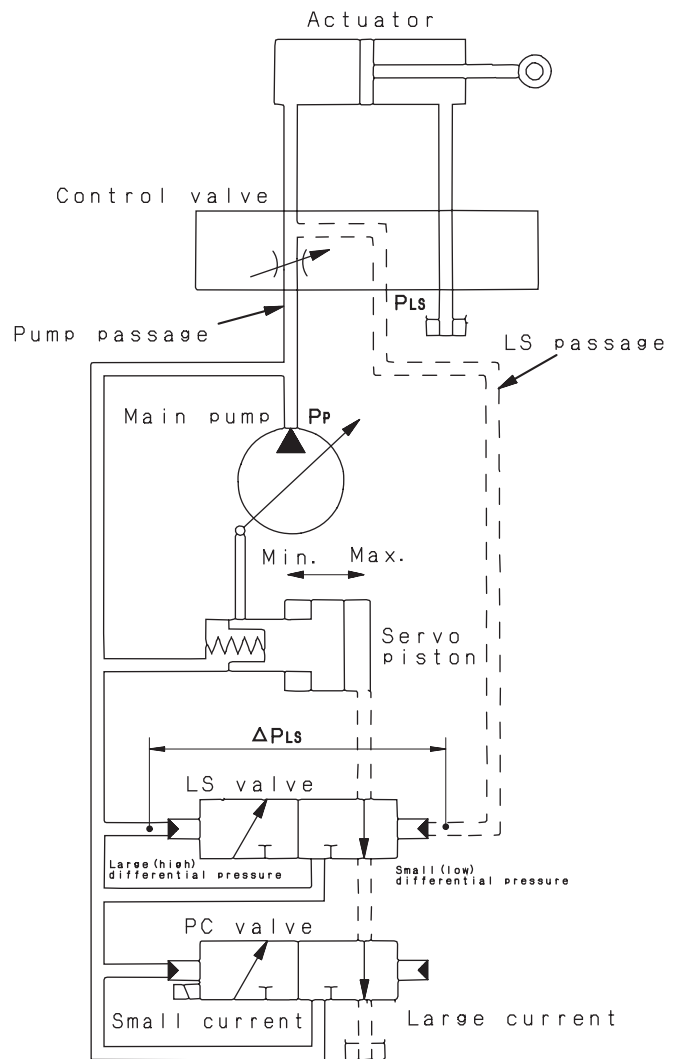 Actuator
Control valve
PLS
Pump passage
LS passage
Main pump
PP
Min. Max.
Servo
piston
ΔPLS
LS valve
Large (high)
differential pressure
Small (low)
differential pressure
PC valve
Small current
Large current